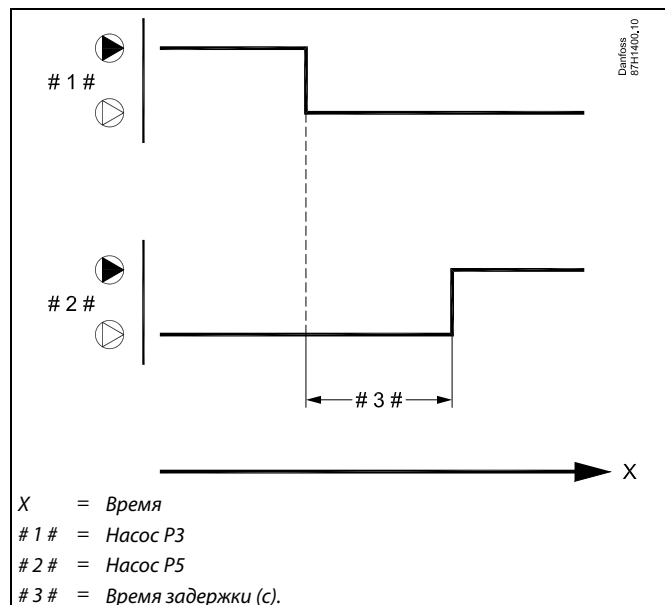 Danfoss
87H1400.10
# 1 #
# 2 #
# 3 #
X
X = Время
# 1 # = Насос P3
# 2 # = Насос P5
# 3 # = Время задержки (с).